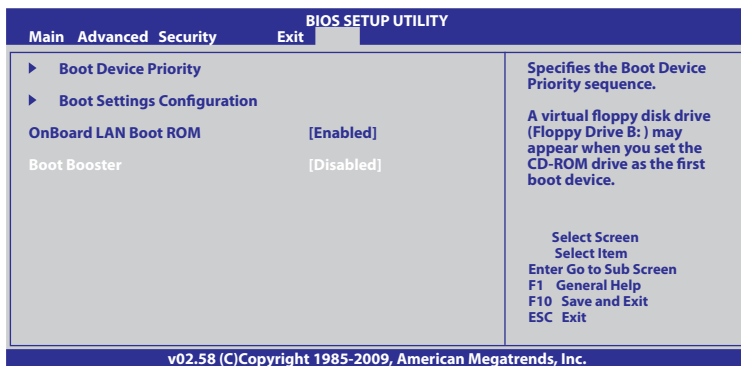 BIOS SETUP UTILITY
Main Advanced Security Exit
Boot Device Priority
Boot Settings Configuration
OnBoard LAN Boot ROM [Enabled]
Boot Booster [Disabled]
Specifies the Boot Device
Priority sequence.
A virtual floppy disk drive
(Floppy Drive B: ) may
appear when you set the
CD-ROM drive as the first
boot device.
Select Screen
Select Item
Enter Go to Sub Screen
F1 General Help
F10 Save and Exit
ESC Exit
v02.58 (C)Copyright 1985-2009, American Megatrends, Inc.